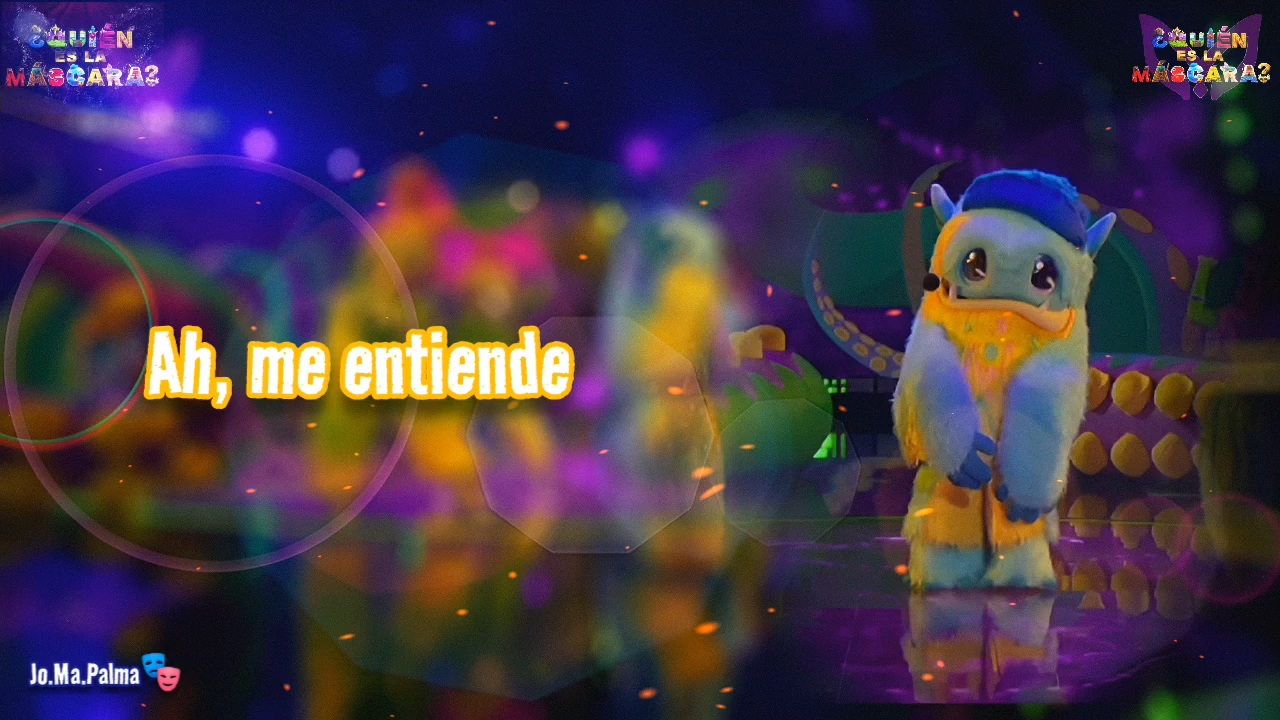 ¿QUIÉN
ES LA
MÁSCARA?
¿QUIÉN
ES LA
MÁSCARA?
Ah, me entiende
Jo.Ma.Palma